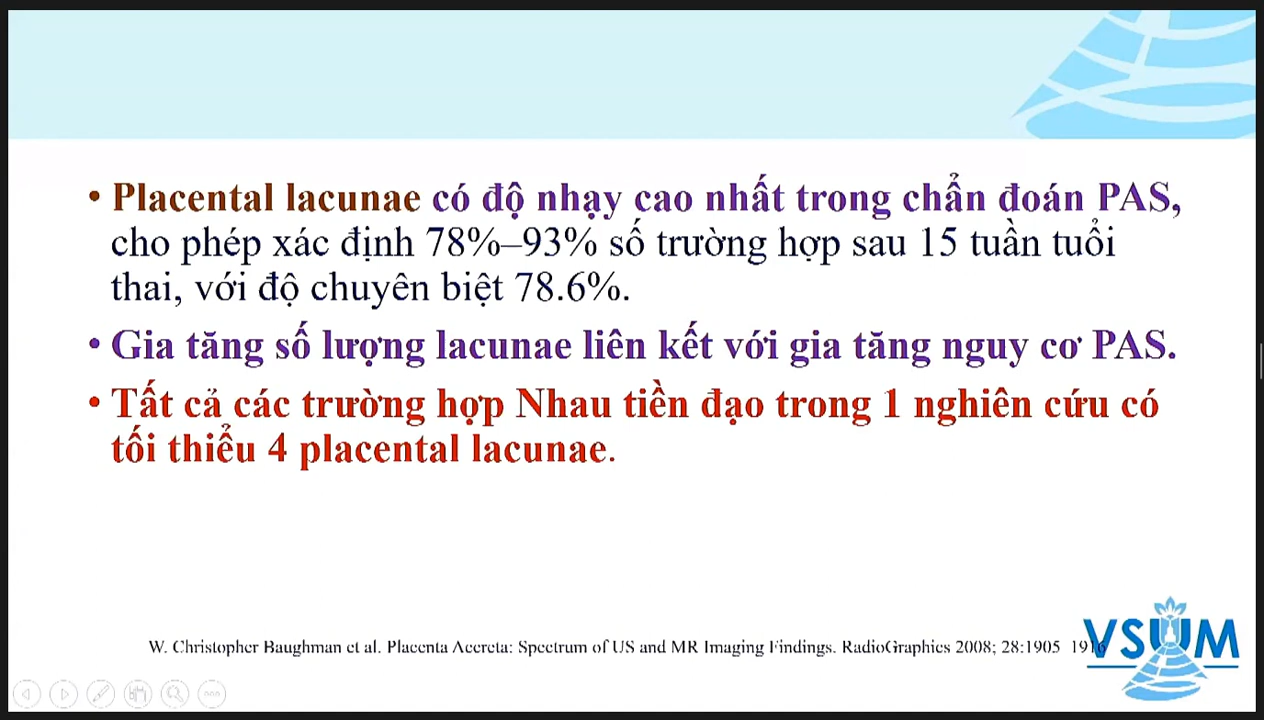 • Placental lacunae có độ nhạy cao nhất trong chẩn đoán PAS,
cho phép xác định 78%–93% số trường hợp sau 15 tuần tuổi
thai, với độ chuyên biệt 78.6%.
• Gia tăng số lượng lacunae liên kết với gia tăng nguy cơ PAS.
• Tất cả các trường hợp Nhau tiền đạo trong 1 nghiên cứu có
tối thiểu 4 placental lacunae.
W. Christopher Baughman et al. Placenta Accreta: Spectrum of US and MR Imaging Findings. RadioGraphics 2008; 28:1905 1916
VSUM